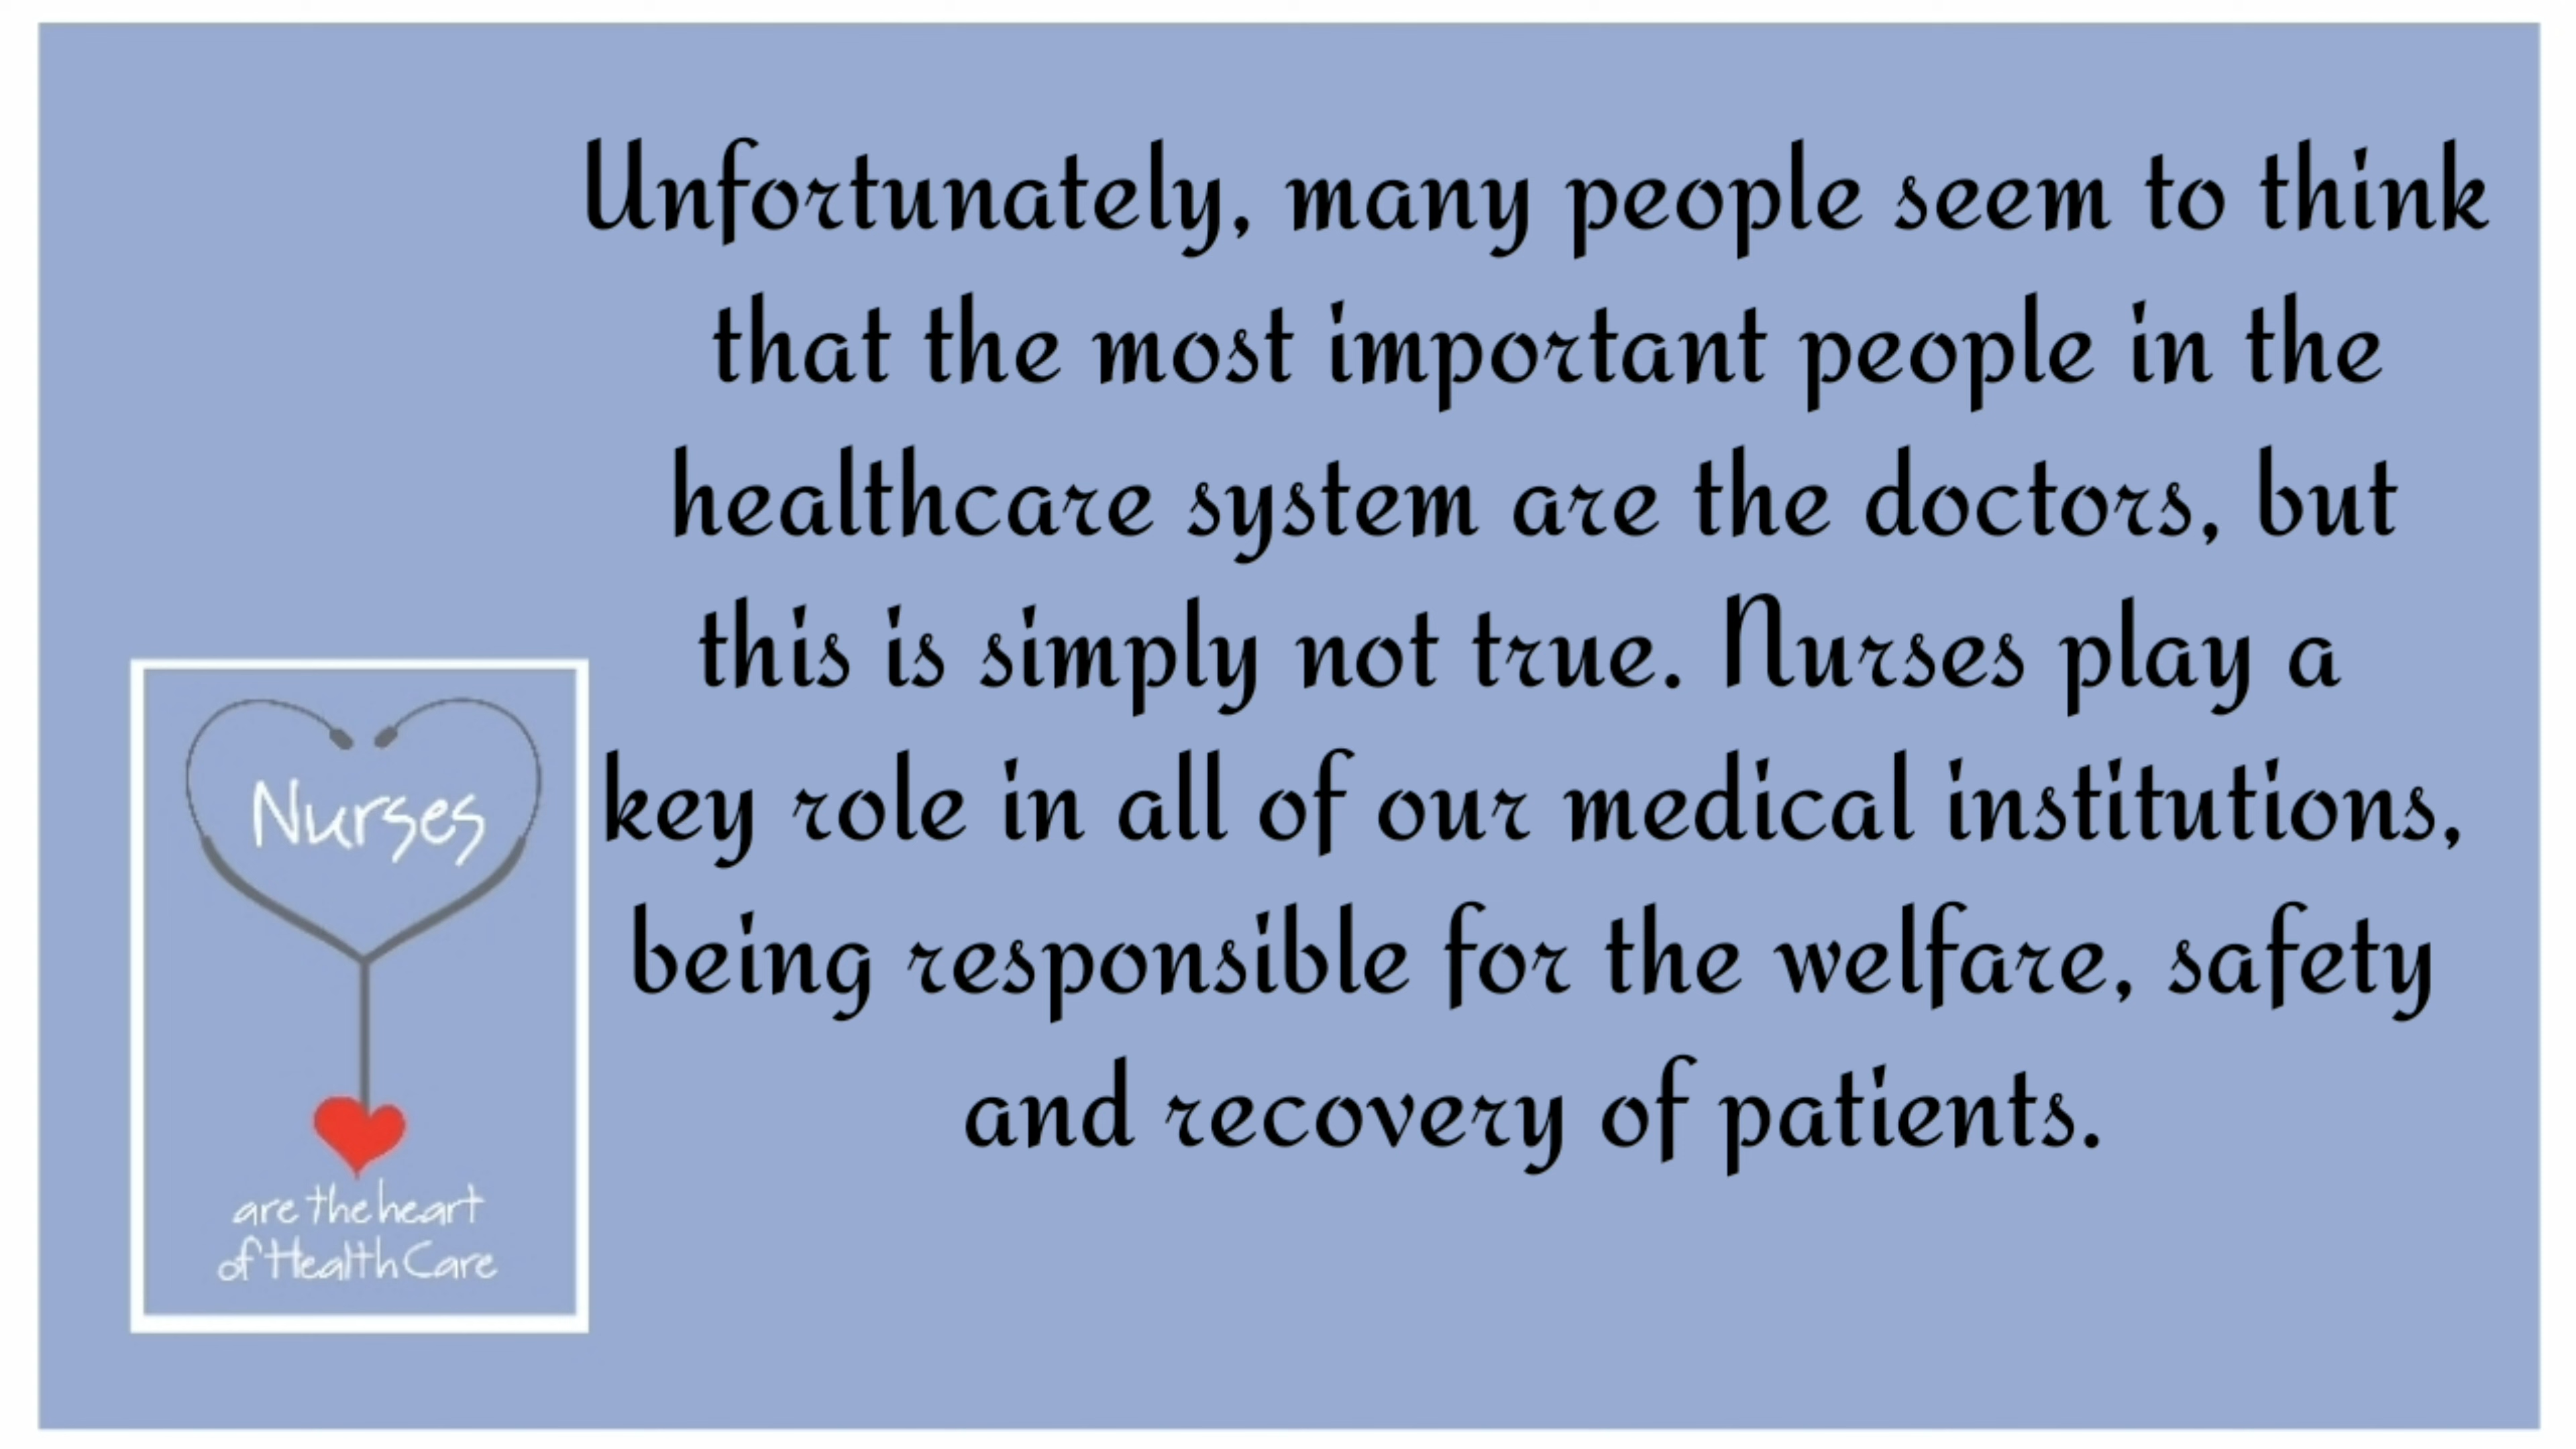 Unfortunately, many people seem to think
that the most important people in the
healthcare system are the doctors, but
this is simply not true. Nurses play a
key role in all of our medical institutions,
being responsible for the welfare, safety
and recovery of patients.
Nurses
are the heart
of Health Care